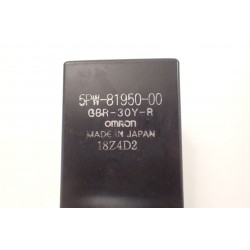 5PW-81950-00
G8R-30Y-R
omron
MADE IN JAPAN
18Z4D2